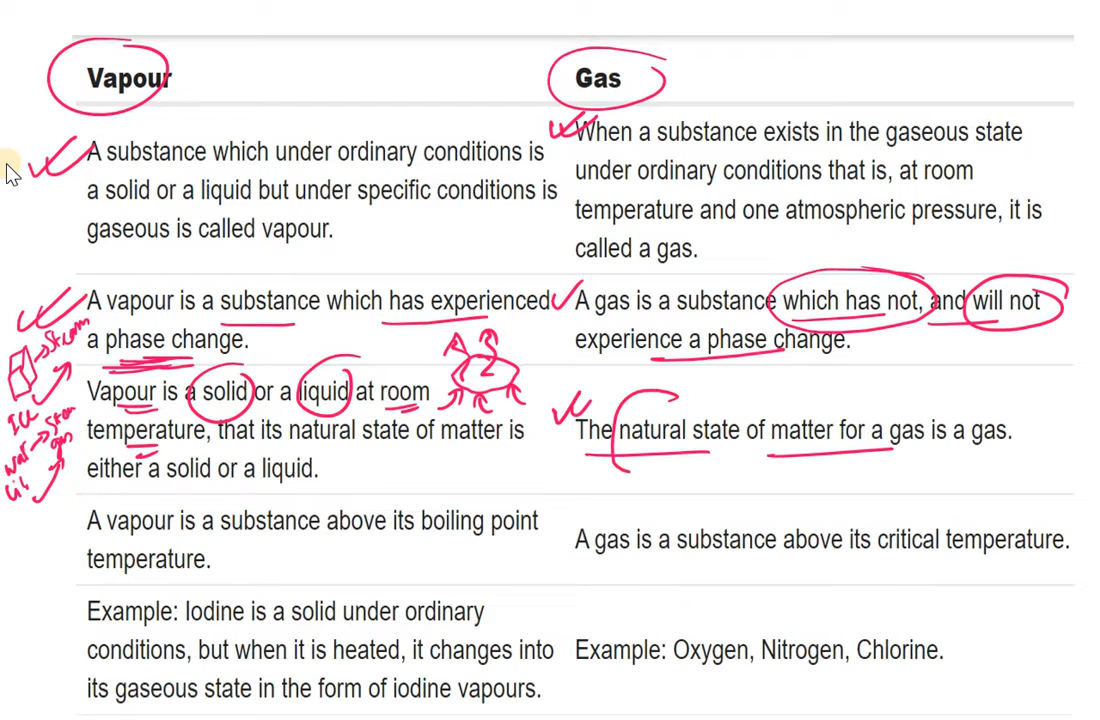 Vapour
Gas
A substance which under ordinary conditions is
a solid or a liquid but under specific conditions is
gaseous is called vapour.
When a substance exists in the gaseous state
under ordinary conditions that is, at room
temperature and one atmospheric pressure, it is
called a gas.
A vapour is a substance which has experienced
a phase change.
A gas is a substance which has not, and will not
experience a phase change.
Steam
Ice
Vapour is a solid or a liquid at room
temperature, that its natural state of matter is
either a solid or a liquid.
The natural state of matter for a gas is a gas.
A vapour is a substance above its boiling point
temperature.
A gas is a substance above its critical temperature.
Example: Iodine is a solid under ordinary
conditions, but when it is heated, it changes into
its gaseous state in the form of iodine vapours.
Example: Oxygen, Nitrogen, Chlorine.